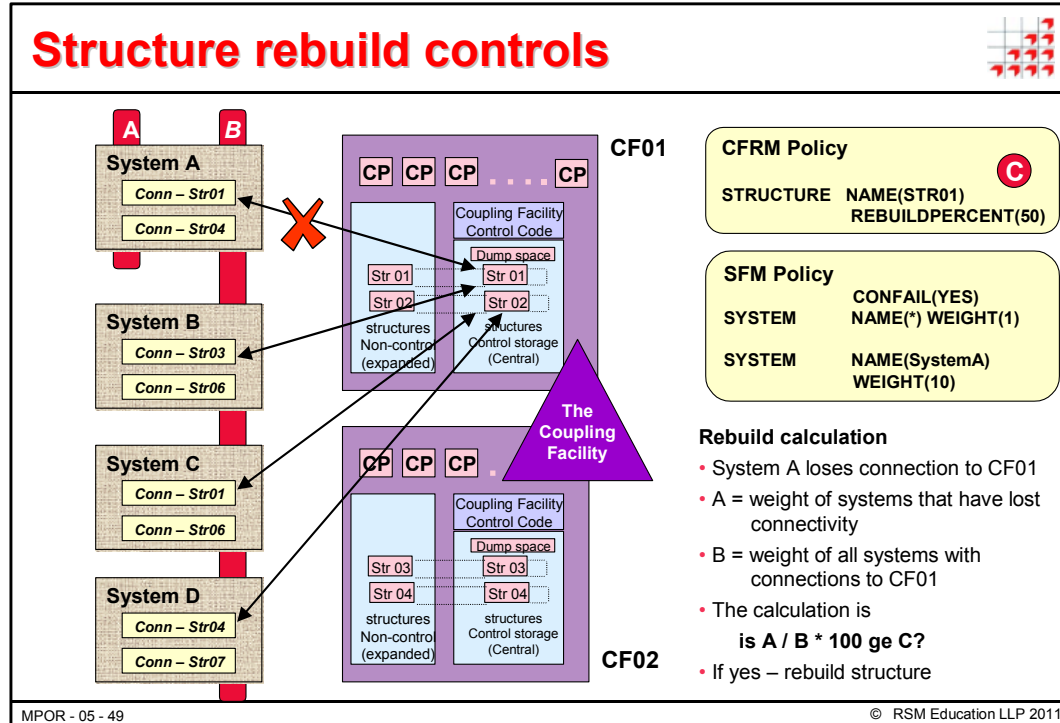 Structure rebuild controls
A
B
System A
Conn – Str01
Conn – Str04
System B
Conn – Str03
Conn – Str06
System C
Conn – Str01
Conn – Str06
System D
Conn – Str04
Conn – Str07
CF01
CP CP CP . . . . CP
Coupling Facility
Control Code
Dump space
Str 01
Str 01
Str 02
Str 02
structures
Non-control
(expanded)
structures
Control storage
(Central)
The
Coupling
Facility
CP CP CP .
Coupling Facility
Control Code
Dump space
Str 03
Str 03
Str 04
Str 04
structures
Non-control
(expanded)
structures
Control storage
(Central)
CF02
CFRM Policy
C
STRUCTURE NAME(STR01)
REBUILDPERCENT(50)
SFM Policy
CONFAIL(YES)
SYSTEM NAME(*) WEIGHT(1)
SYSTEM NAME(SystemA)
WEIGHT(10)
Rebuild calculation
• System A loses connection to CF01
• A = weight of systems that have lost
connectivity
• B = weight of all systems with
connections to CF01
• The calculation is
is A / B * 100 ge C?
• If yes – rebuild structure
MPOR - 05 - 49
© RSM Education LLP 2011